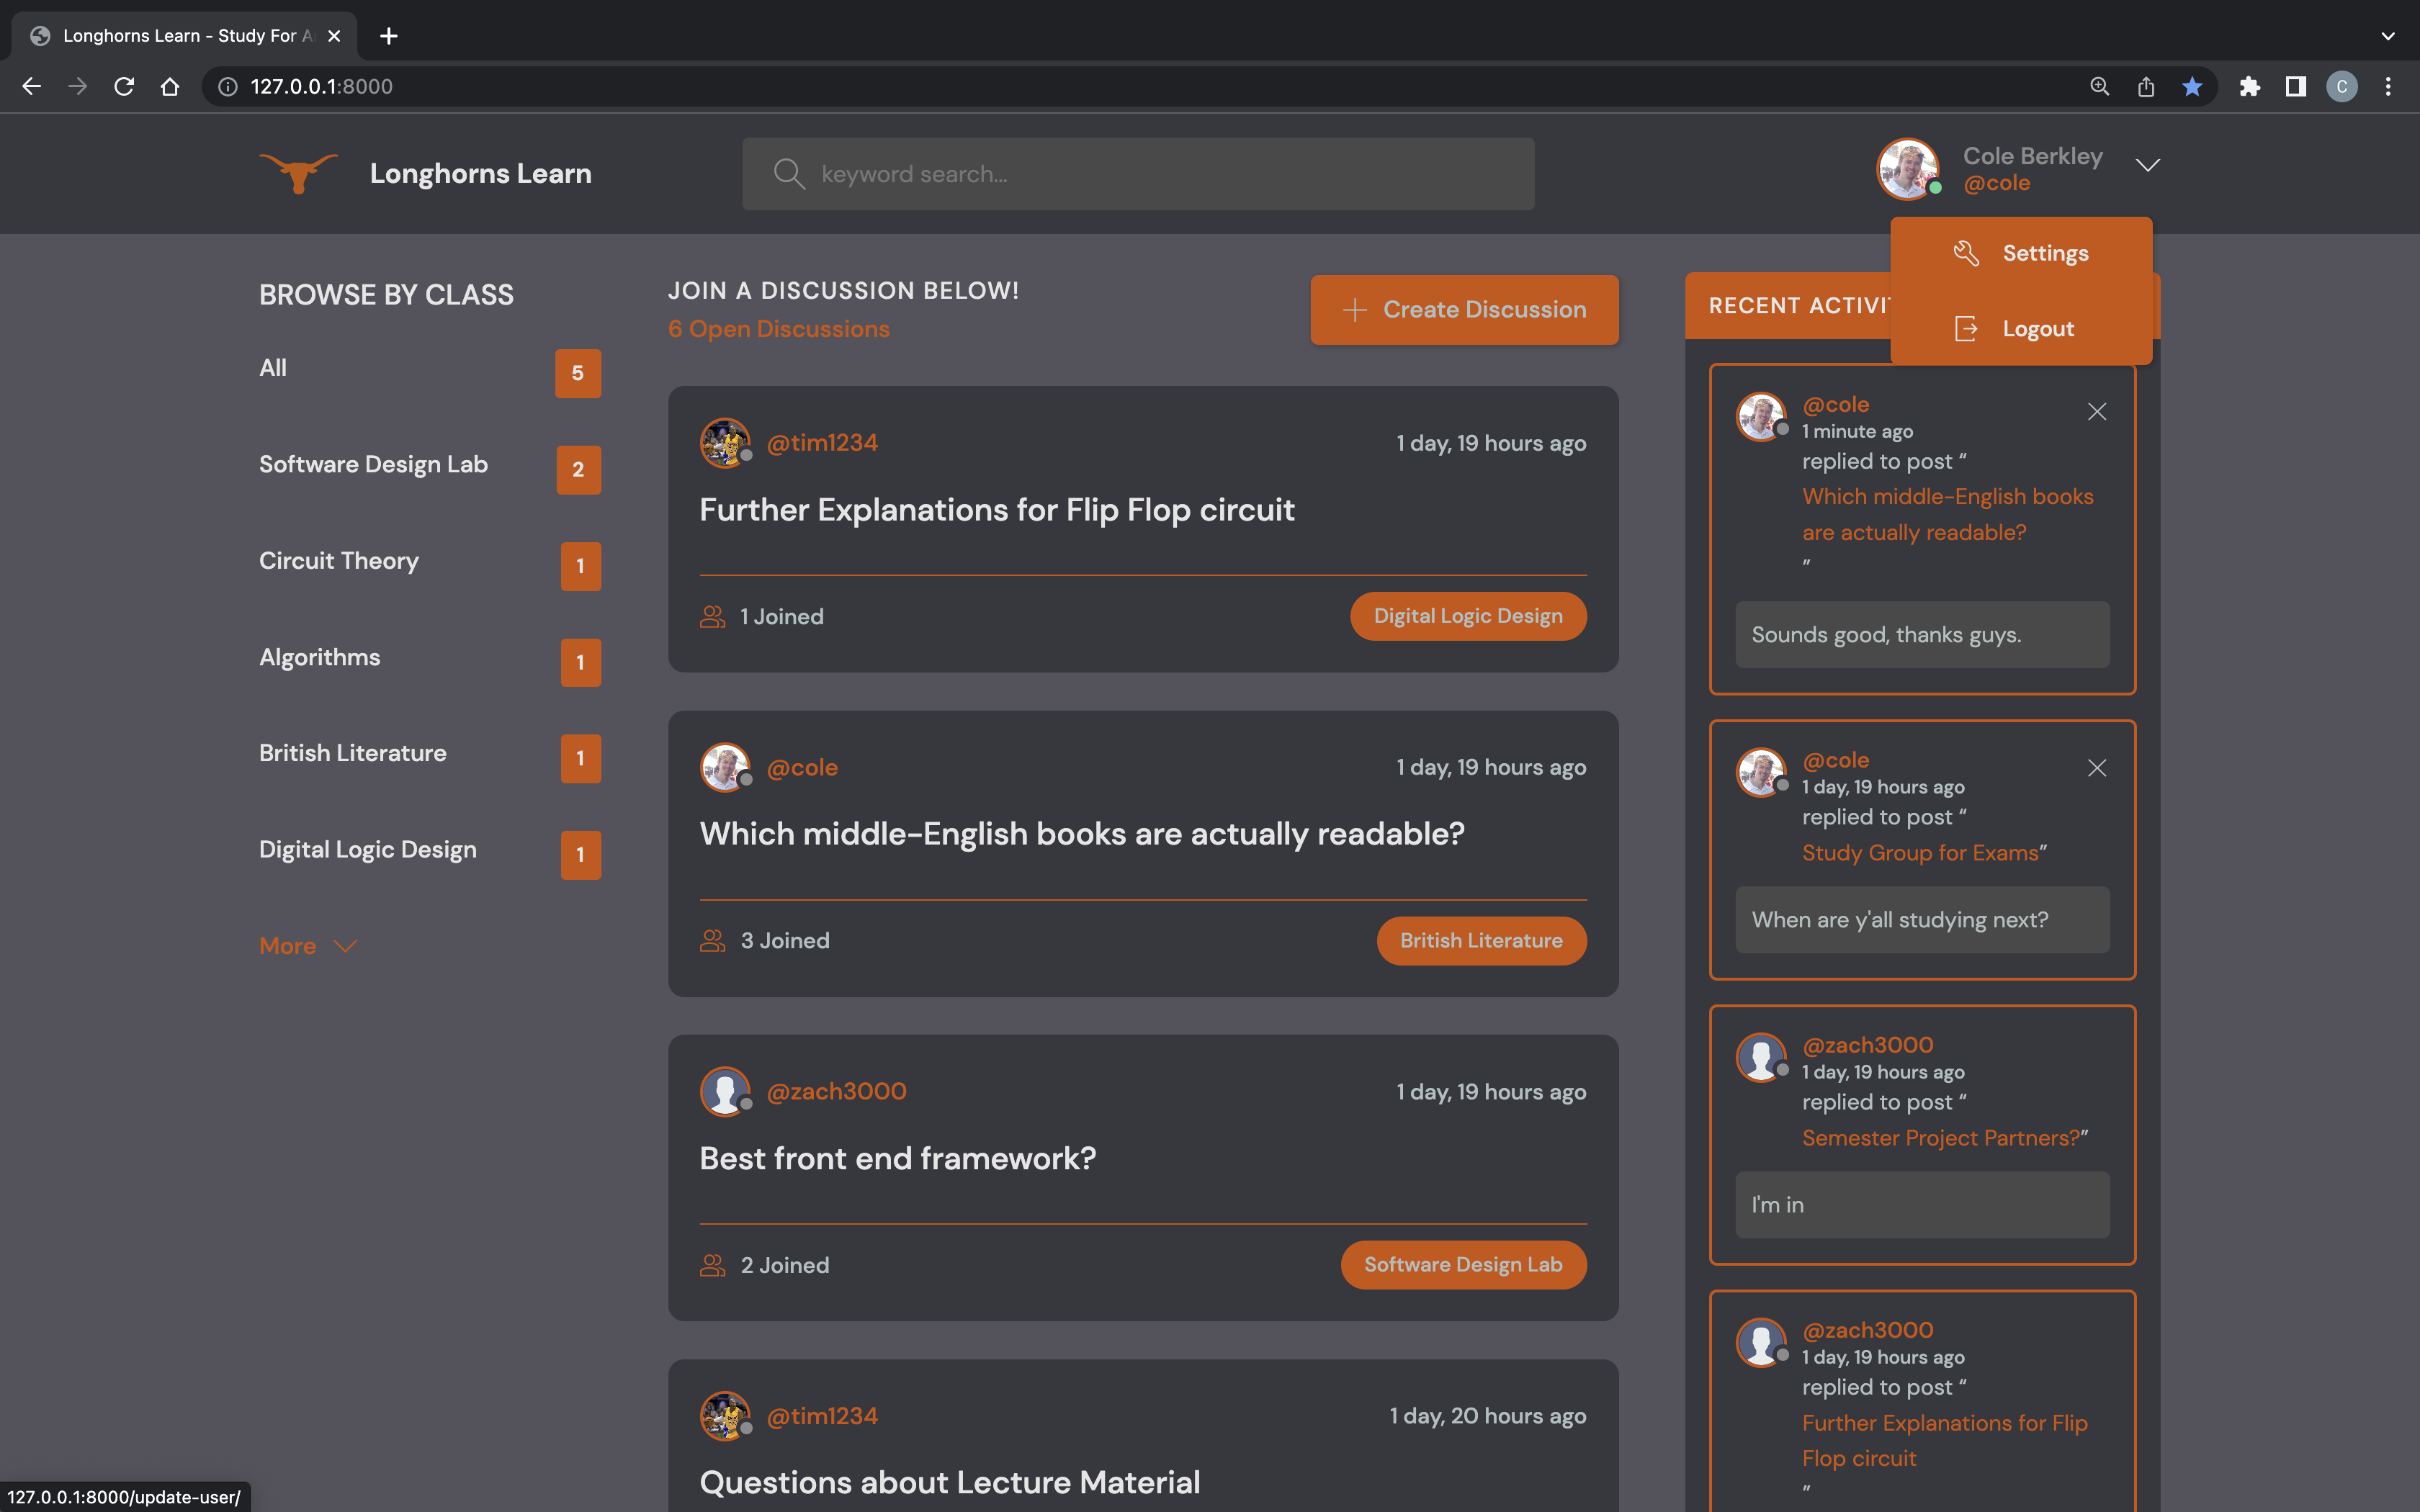 Longhorns Learn - Study For A
127.0.0.1:8000
C
Longhorns Learn
keyword search...
Cole Berkley
@cole
Settings
Logout
BROWSE BY CLASS
All 5
Software Design Lab 2
Circuit Theory 1
Algorithms 1
British Literature 1
Digital Logic Design 1
More
JOIN A DISCUSSION BELOW!
6 Open Discussions
Create Discussion
@tim1234 1 day, 19 hours ago
Further Explanations for Flip Flop circuit
1 Joined Digital Logic Design
@cole 1 day, 19 hours ago
Which middle-English books are actually readable?
3 Joined British Literature
@zach3000 1 day, 19 hours ago
Best front end framework?
2 Joined Software Design Lab
@tim1234 1 day, 20 hours ago
Questions about Lecture Material
RECENT ACTIVI
@cole
1 minute ago
replied to post “
Which middle-English books
are actually readable?
”
Sounds good, thanks guys.
@cole
1 day, 19 hours ago
replied to post “
Study Group for Exams”
When are y'all studying next?
@zach3000
1 day, 19 hours ago
replied to post “
Semester Project Partners?”
I'm in
@zach3000
1 day, 19 hours ago
replied to post “
Further Explanations for Flip
Flop circuit
”
127.0.0.1:8000/update-user/